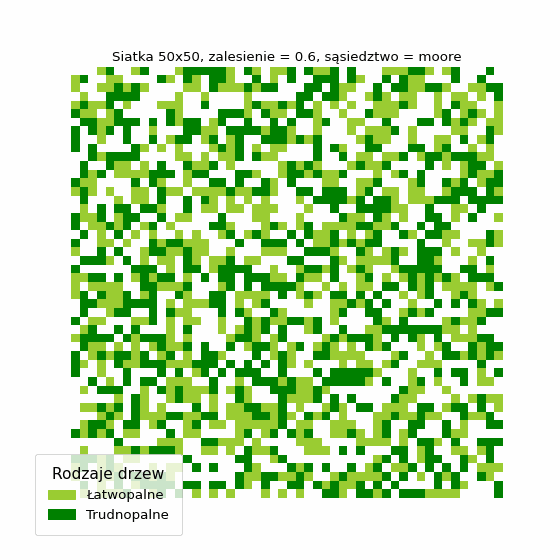 Siatka 50x50, zalesienie = 0.6, sąsiedztwo = moore
Rodzaje drzew
Łatwopalne
Trudnopalne